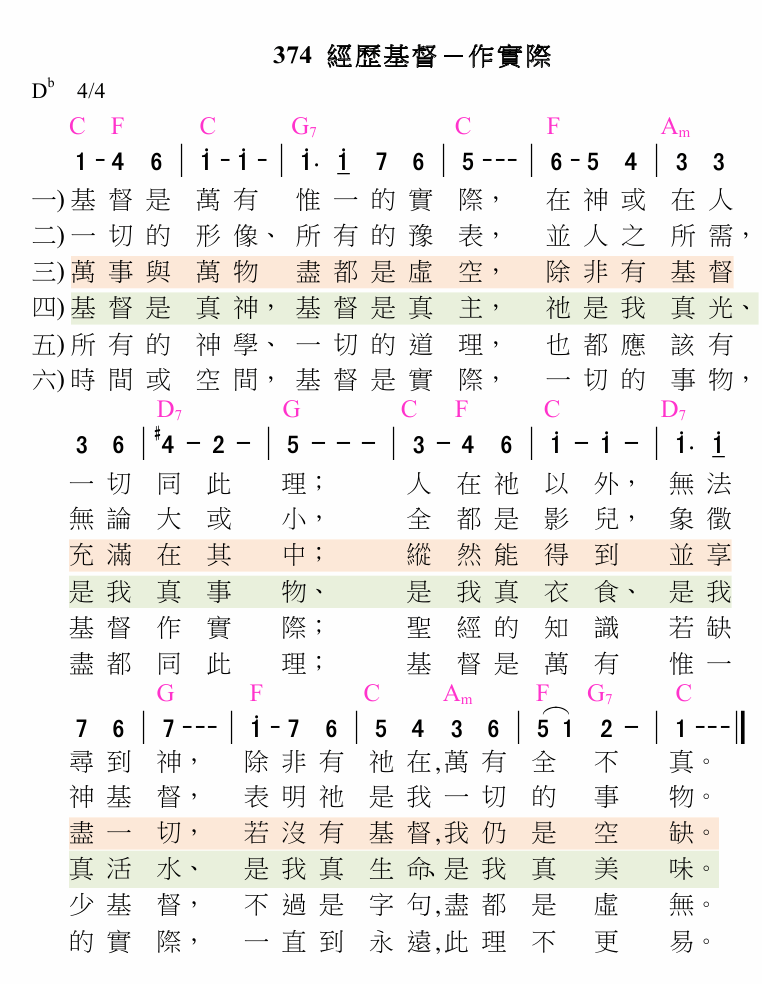 374 經歷基督－作實際
Db 4/4
C F C G7 C F Am
1 - 4 6 | i - i - | i. i 7 6 | 5 - - - | 6 - 5 4 | 3 3
一) 基督是萬有惟一的實際，在神或在人
二) 一切的形像、所有的豫表，並人之所需，
三) 萬事與萬物盡都是虛空，除非有基督
四) 基督是真神，基督是真主，祂是我真光、
五) 所有的神學、一切的道理，也都應該有
六) 時間或空間，基督是實際，一切的事物，
D7 G C F C D7
3 6 | #4 - 2 - | 5 - - - | 3 - 4 6 | i - i - | i. i
一切同此理；人在祂以外，無法
無論大或小，全都是影兒，象徵
充滿在其中；縱然能得到並享
是我真事物、是我真衣食、是我
基督作實際；聖經的知識若缺
盡都同此理；基督是萬有惟一
G F C Am F G7 C
7 6 | 7 - - - | i - 7 6 | 5 4 3 6 | 5 1 2 - | 1 - - - ‖
尋到神，除非有祂在,萬有全不真。
神基督，表明祂是我一切的事物。
盡一切，若沒有基督,我仍是空缺。
真活水、是我真生命、是我真美味。
少基督，不過是字句,盡都是虛無。
的實際，一直到永遠,此理不更易。